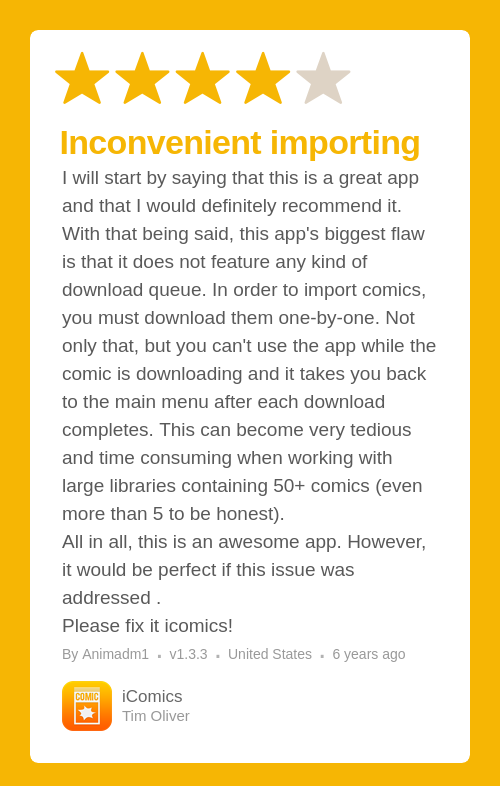 Inconvenient importing
I will start by saying that this is a great app
and that I would definitely recommend it.
With that being said, this app's biggest flaw
is that it does not feature any kind of
download queue. In order to import comics,
you must download them one-by-one. Not
only that, but you can't use the app while the
comic is downloading and it takes you back
to the main menu after each download
completes. This can become very tedious
and time consuming when working with
large libraries containing 50+ comics (even
more than 5 to be honest).
All in all, this is an awesome app. However,
it would be perfect if this issue was
addressed .
Please fix it icomics!
By Animadm1 · v1.3.3 · United States · 6 years ago
COMIC
iComics
Tim Oliver